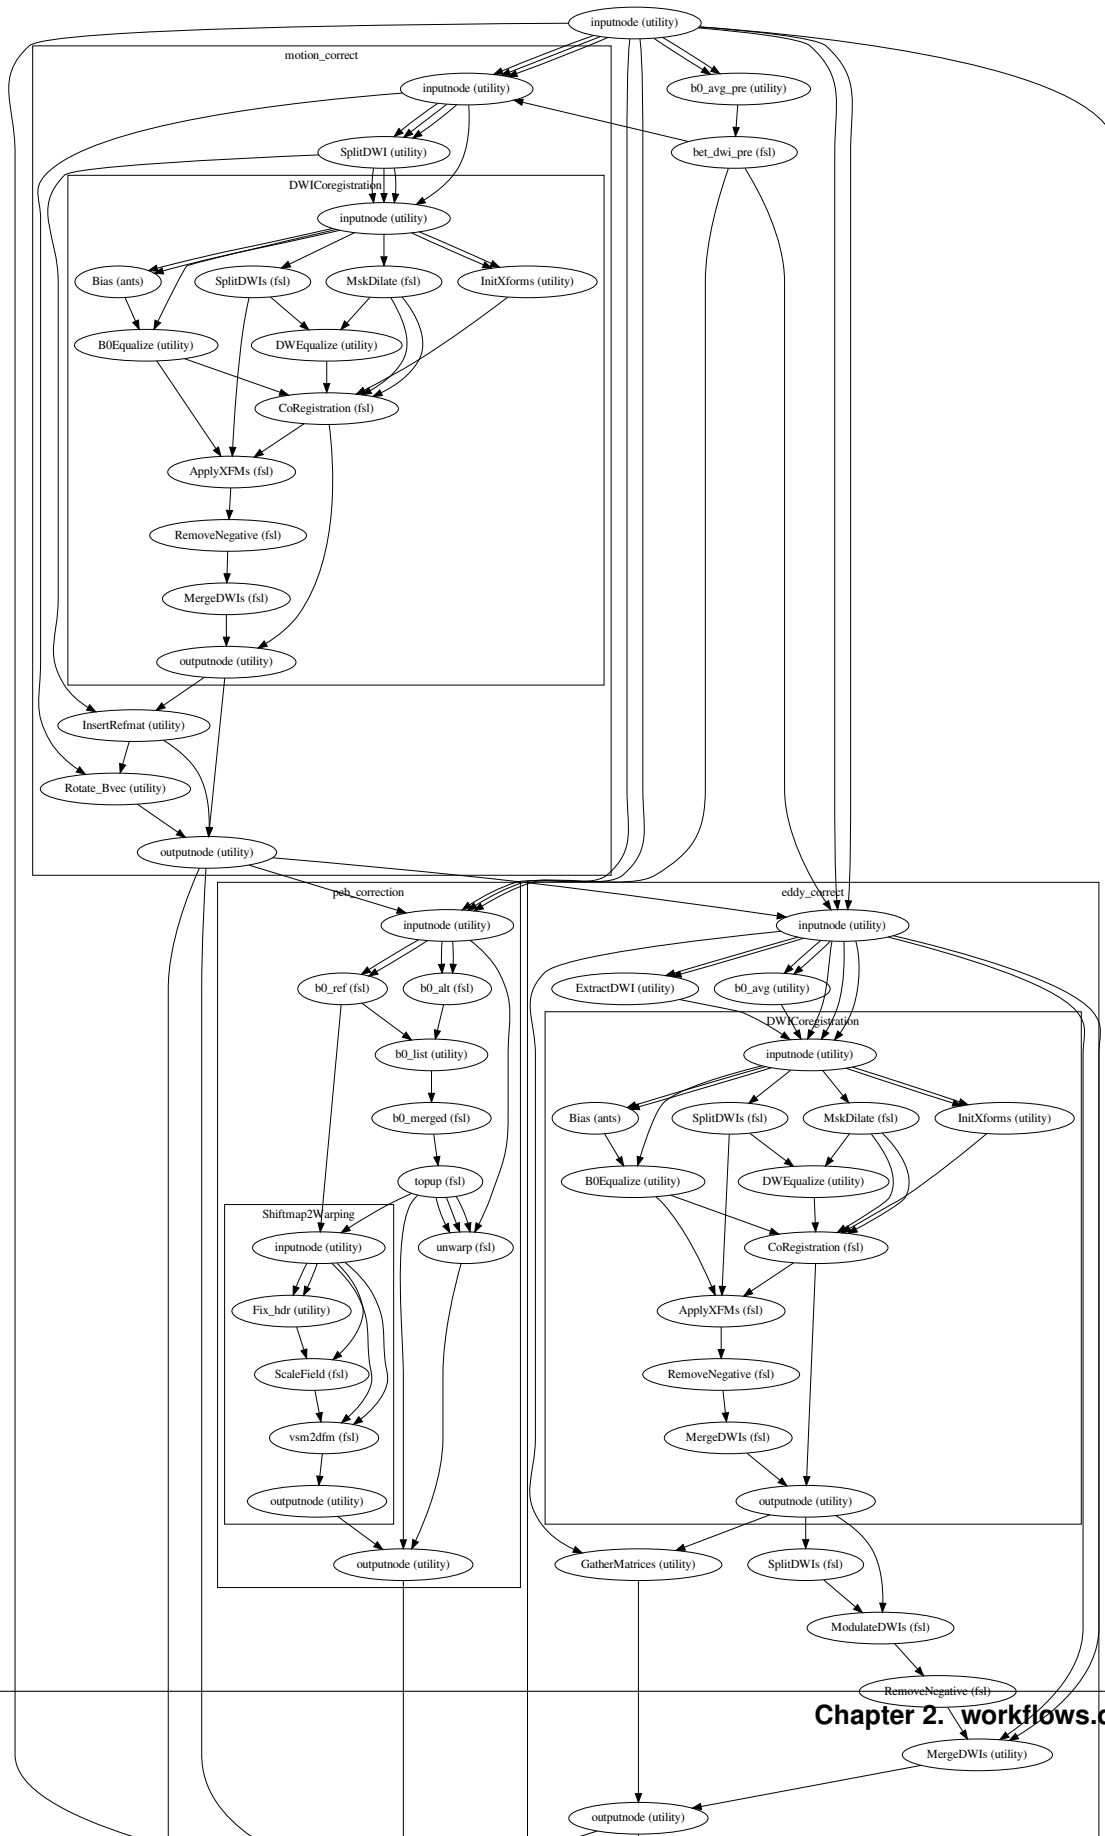 inputnode (utility)
motion_correct
inputnode (utility)
b0_avg_pre (utility)
SplitDWI (utility)
bet_dwi_pre (fsl)
DWICoregistration
inputnode (utility)
Bias (ants)
SplitDWIs (fsl)
MskDilate (fsl)
InitXforms (utility)
B0Equalize (utility)
DWEqualize (utility)
CoRegistration (fsl)
ApplyXFMs (fsl)
RemoveNegative (fsl)
MergeDWIs (fsl)
outputnode (utility)
InsertRefmat (utility)
Rotate_Bvec (utility)
outputnode (utility)
peb_correction
eddy_correct
inputnode (utility)
inputnode (utility)
b0_ref (fsl)
b0_alt (fsl)
ExtractDWI (utility)
b0_avg (utility)
DWICoregistration
b0_list (utility)
inputnode (utility)
b0_merged (fsl)
Bias (ants)
SplitDWIs (fsl)
MskDilate (fsl)
InitXforms (utility)
topup (fsl)
B0Equalize (utility)
DWEqualize (utility)
Shiftmap2Warping
inputnode (utility)
unwarp (fsl)
CoRegistration (fsl)
Fix_hdr (utility)
ApplyXFMs (fsl)
ScaleField (fsl)
RemoveNegative (fsl)
vsm2dfm (fsl)
MergeDWIs (fsl)
outputnode (utility)
outputnode (utility)
outputnode (utility)
GatherMatrices (utility)
SplitDWIs (fsl)
ModulateDWIs (fsl)
RemoveNegative (fsl)
Chapter 2. workflows.
MergeDWIs (utility)
outputnode (utility)